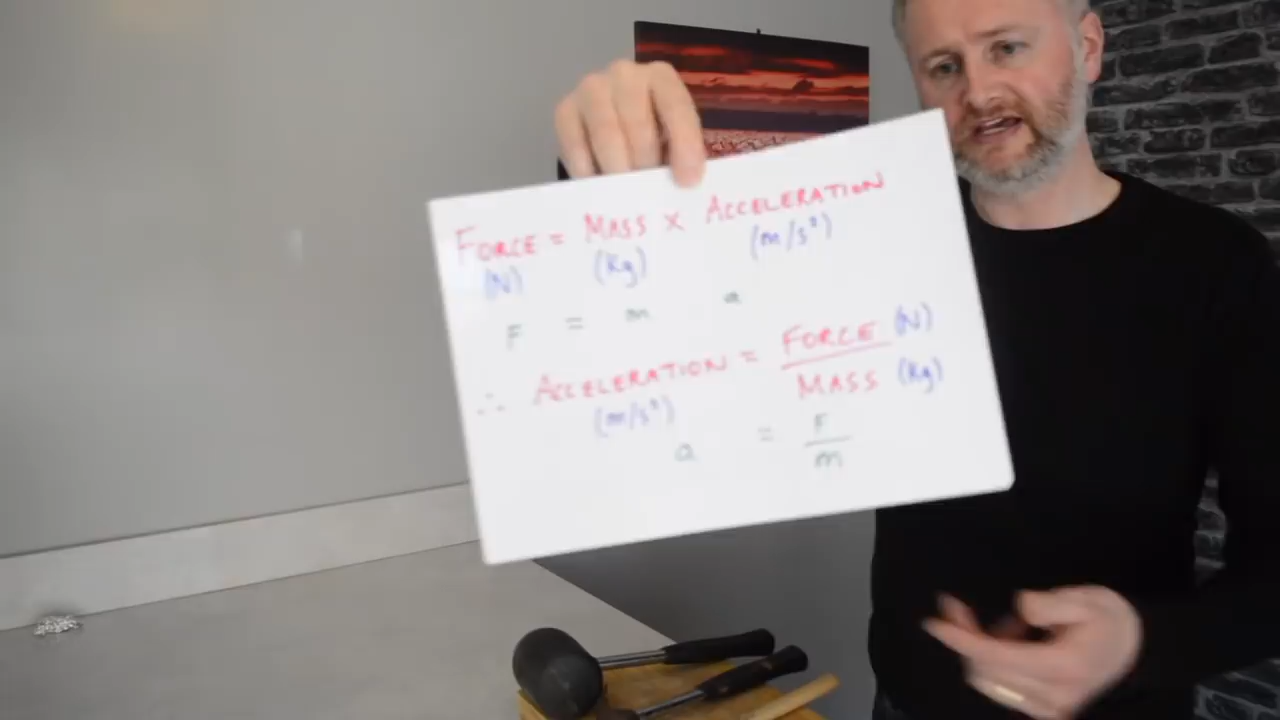 FORCE = MASS x ACCELERATION
(N) (Kg) (m/s²)
F = m a
∴ ACCELERATION = FORCE (N)
MASS (Kg)
(m/s²)
a = F
m